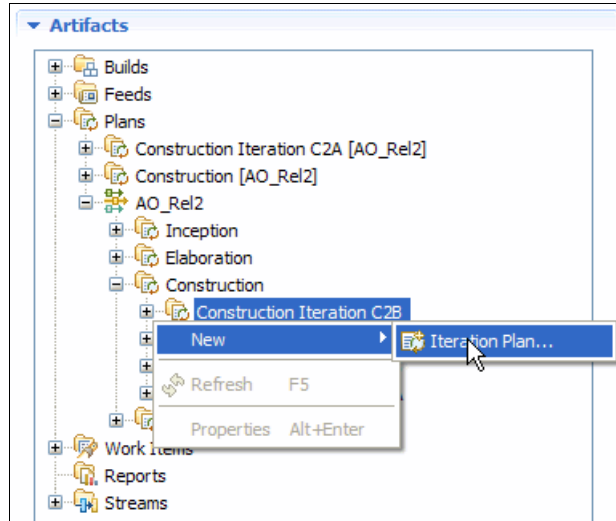 Artifacts
Builds
Feeds
Plans
Construction Iteration C2A [AO_Rel2]
Construction [AO_Rel2]
AO_Rel2
Inception
Elaboration
Construction
Construction Iteration C2B
New
Iteration Plan...
Refresh F5
Properties Alt+Enter
Work Items
Reports
Streams